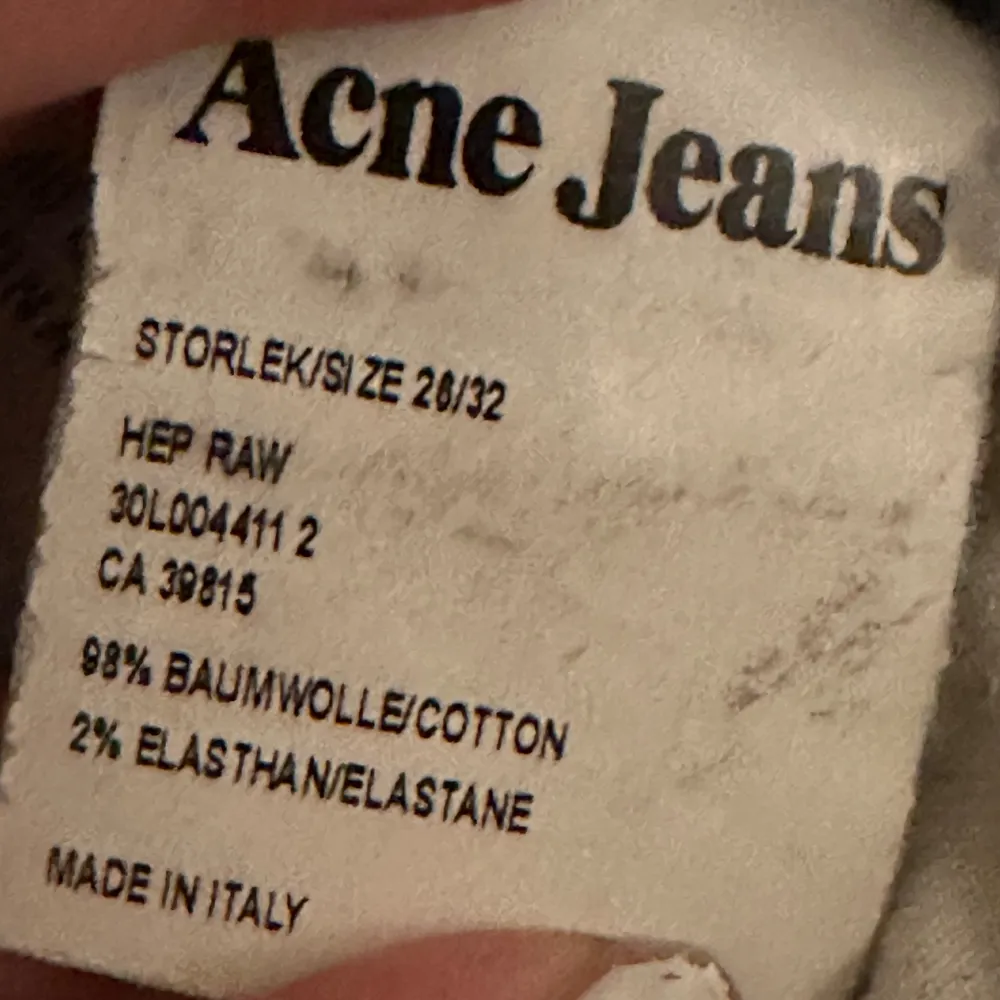 Acne Jeans
STORLEK/SIZE 26/32
HEP RAW
30L004411 2
CA 39815
98% BAUMWOLLE/COTTON
2% ELASTHAN/ELASTANE
MADE IN ITALY